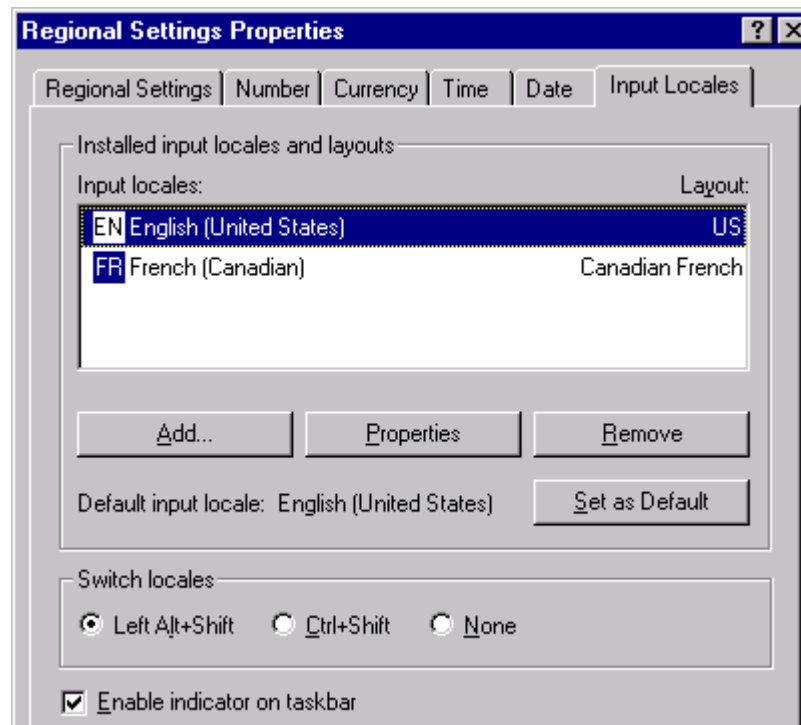 Regional Settings Properties
Regional Settings Number Currency Time Date Input Locales
Installed input locales and layouts
Input locales: Layout:
EN English (United States) US
FR French (Canadian) Canadian French
Add... Properties Remove
Default input locale: English (United States) Set as Default
Switch locales
Left Alt+Shift Ctrl+Shift None
Enable indicator on taskbar